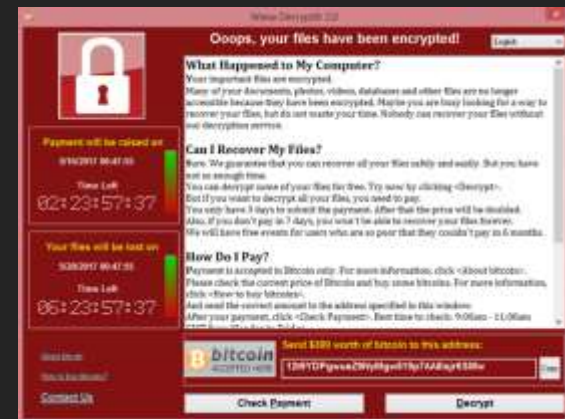 Wana Decrypt0r 2.0
Ooops, your files have been encrypted!
English
What Happened to My Computer?
Your important files are encrypted.
Many of your documents, photos, videos, databases and other files are no longer
accessible because they have been encrypted. Maybe you are busy looking for a way to
recover your files, but do not waste your time. Nobody can recover your files without
our decryption service.
Can I Recover My Files?
Sure. We guarantee that you can recover all your files safely and easily. But you have
not so enough time.
You can decrypt some of your files for free. Try now by clicking <Decrypt>.
But if you want to decrypt all your files, you need to pay.
You only have 3 days to submit the payment. After that the price will be doubled.
Also, if you don't pay in 7 days, you won't be able to recover your files forever.
We will have free events for users who are so poor that they couldn't pay in 6 months.
How Do I Pay?
Payment is accepted in Bitcoin only. For more information, click <About bitcoin>.
Please check the current price of Bitcoin and buy some bitcoins. For more information,
click <How to buy bitcoins>.
And send the correct amount to the address specified in this window.
After your payment, click <Check Payment>. Best time to check: 9:00am - 11:00am
Payment will be raised on
00:47:55
Time Left
02:23:57:37
Your files will be lost on
00:47:55
Time Left
06:23:57:37
About bitcoin
How to buy bitcoins?
Contact Us
bitcoin
ACCEPTED HERE
Send $300 worth of bitcoin to this address:
Copy
Check Payment
Decrypt